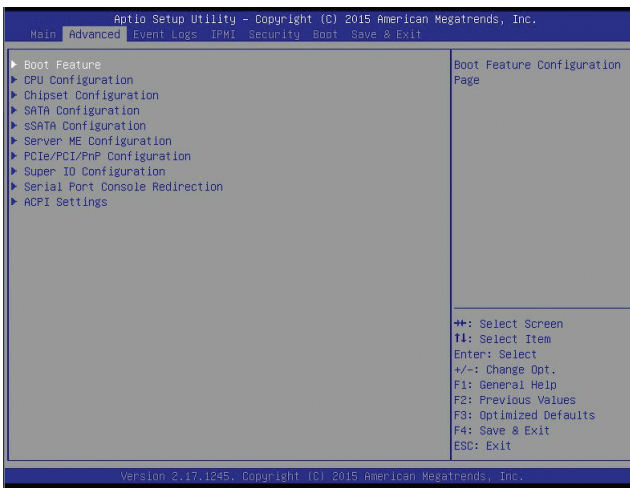 Aptio Setup Utility – Copyright (C) 2015 American Megatrends, Inc.
Main Advanced Event Logs IPMI Security Boot Save & Exit
Boot Feature
CPU Configuration
Chipset Configuration
SATA Configuration
sSATA Configuration
Server ME Configuration
PCIe/PCI/PnP Configuration
Super IO Configuration
Serial Port Console Redirection
ACPI Settings
Boot Feature Configuration
Page
→←: Select Screen
↑↓: Select Item
Enter: Select
+/-: Change Opt.
F1: General Help
F2: Previous Values
F3: Optimized Defaults
F4: Save & Exit
ESC: Exit
Version 2.17.1245. Copyright (C) 2015 American Megatrends, Inc.